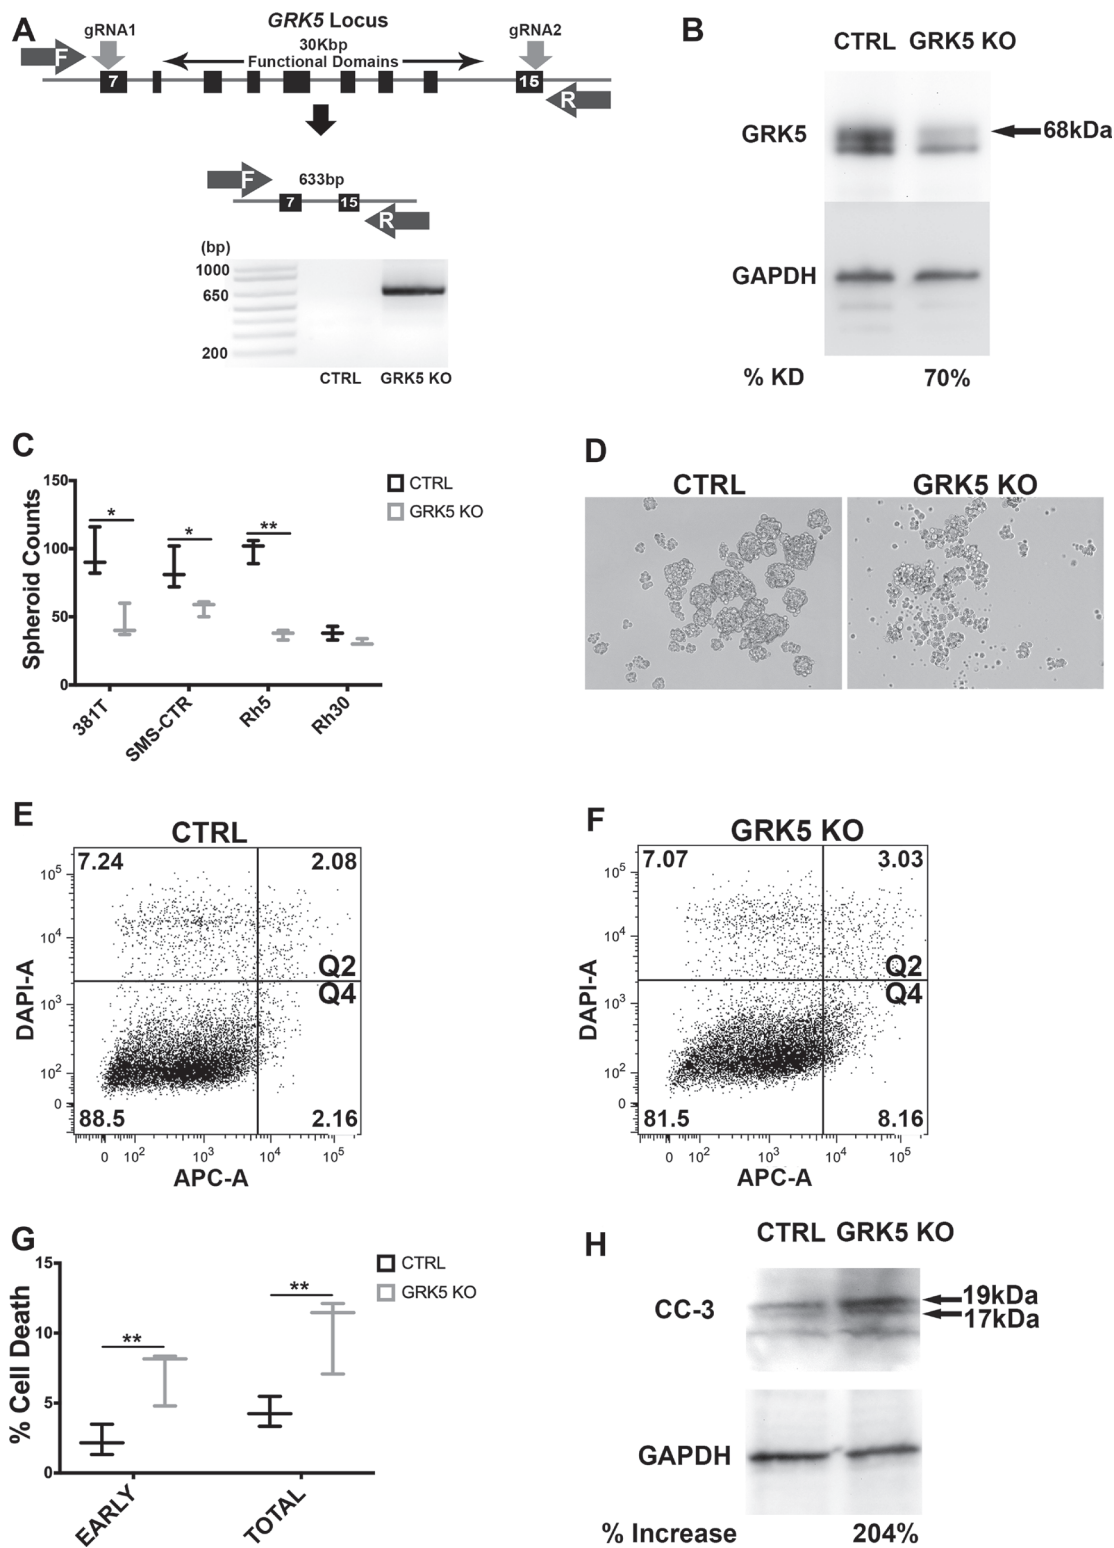 A
GRK5 Locus
gRNA1
gRNA2
30Kbp
Functional Domains
F
7
15
R
F
633bp
7
15
R
(bp)
1000
650
200
CTRL
GRK5 KO
B
CTRL
GRK5 KO
GRK5
68kDa
GAPDH
% KD
70%
C
Spheroid Counts
150
100
50
0
*
*
**
CTRL
GRK5 KO
381T
SMS-CTR
Rh5
Rh30
D
CTRL
GRK5 KO
E
CTRL
7.24
2.08
Q2
Q4
88.5
2.16
DAPI-A
10⁵
10⁴
10³
10²
0
0
10²
10³
10⁴
10⁵
APC-A
F
GRK5 KO
7.07
3.03
Q2
Q4
81.5
8.16
DAPI-A
10⁵
10⁴
10³
10²
0
0
10²
10³
10⁴
10⁵
APC-A
G
% Cell Death
15
10
5
0
**
**
CTRL
GRK5 KO
EARLY
TOTAL
H
CTRL
GRK5 KO
CC-3
19kDa
17kDa
GAPDH
% Increase
204%